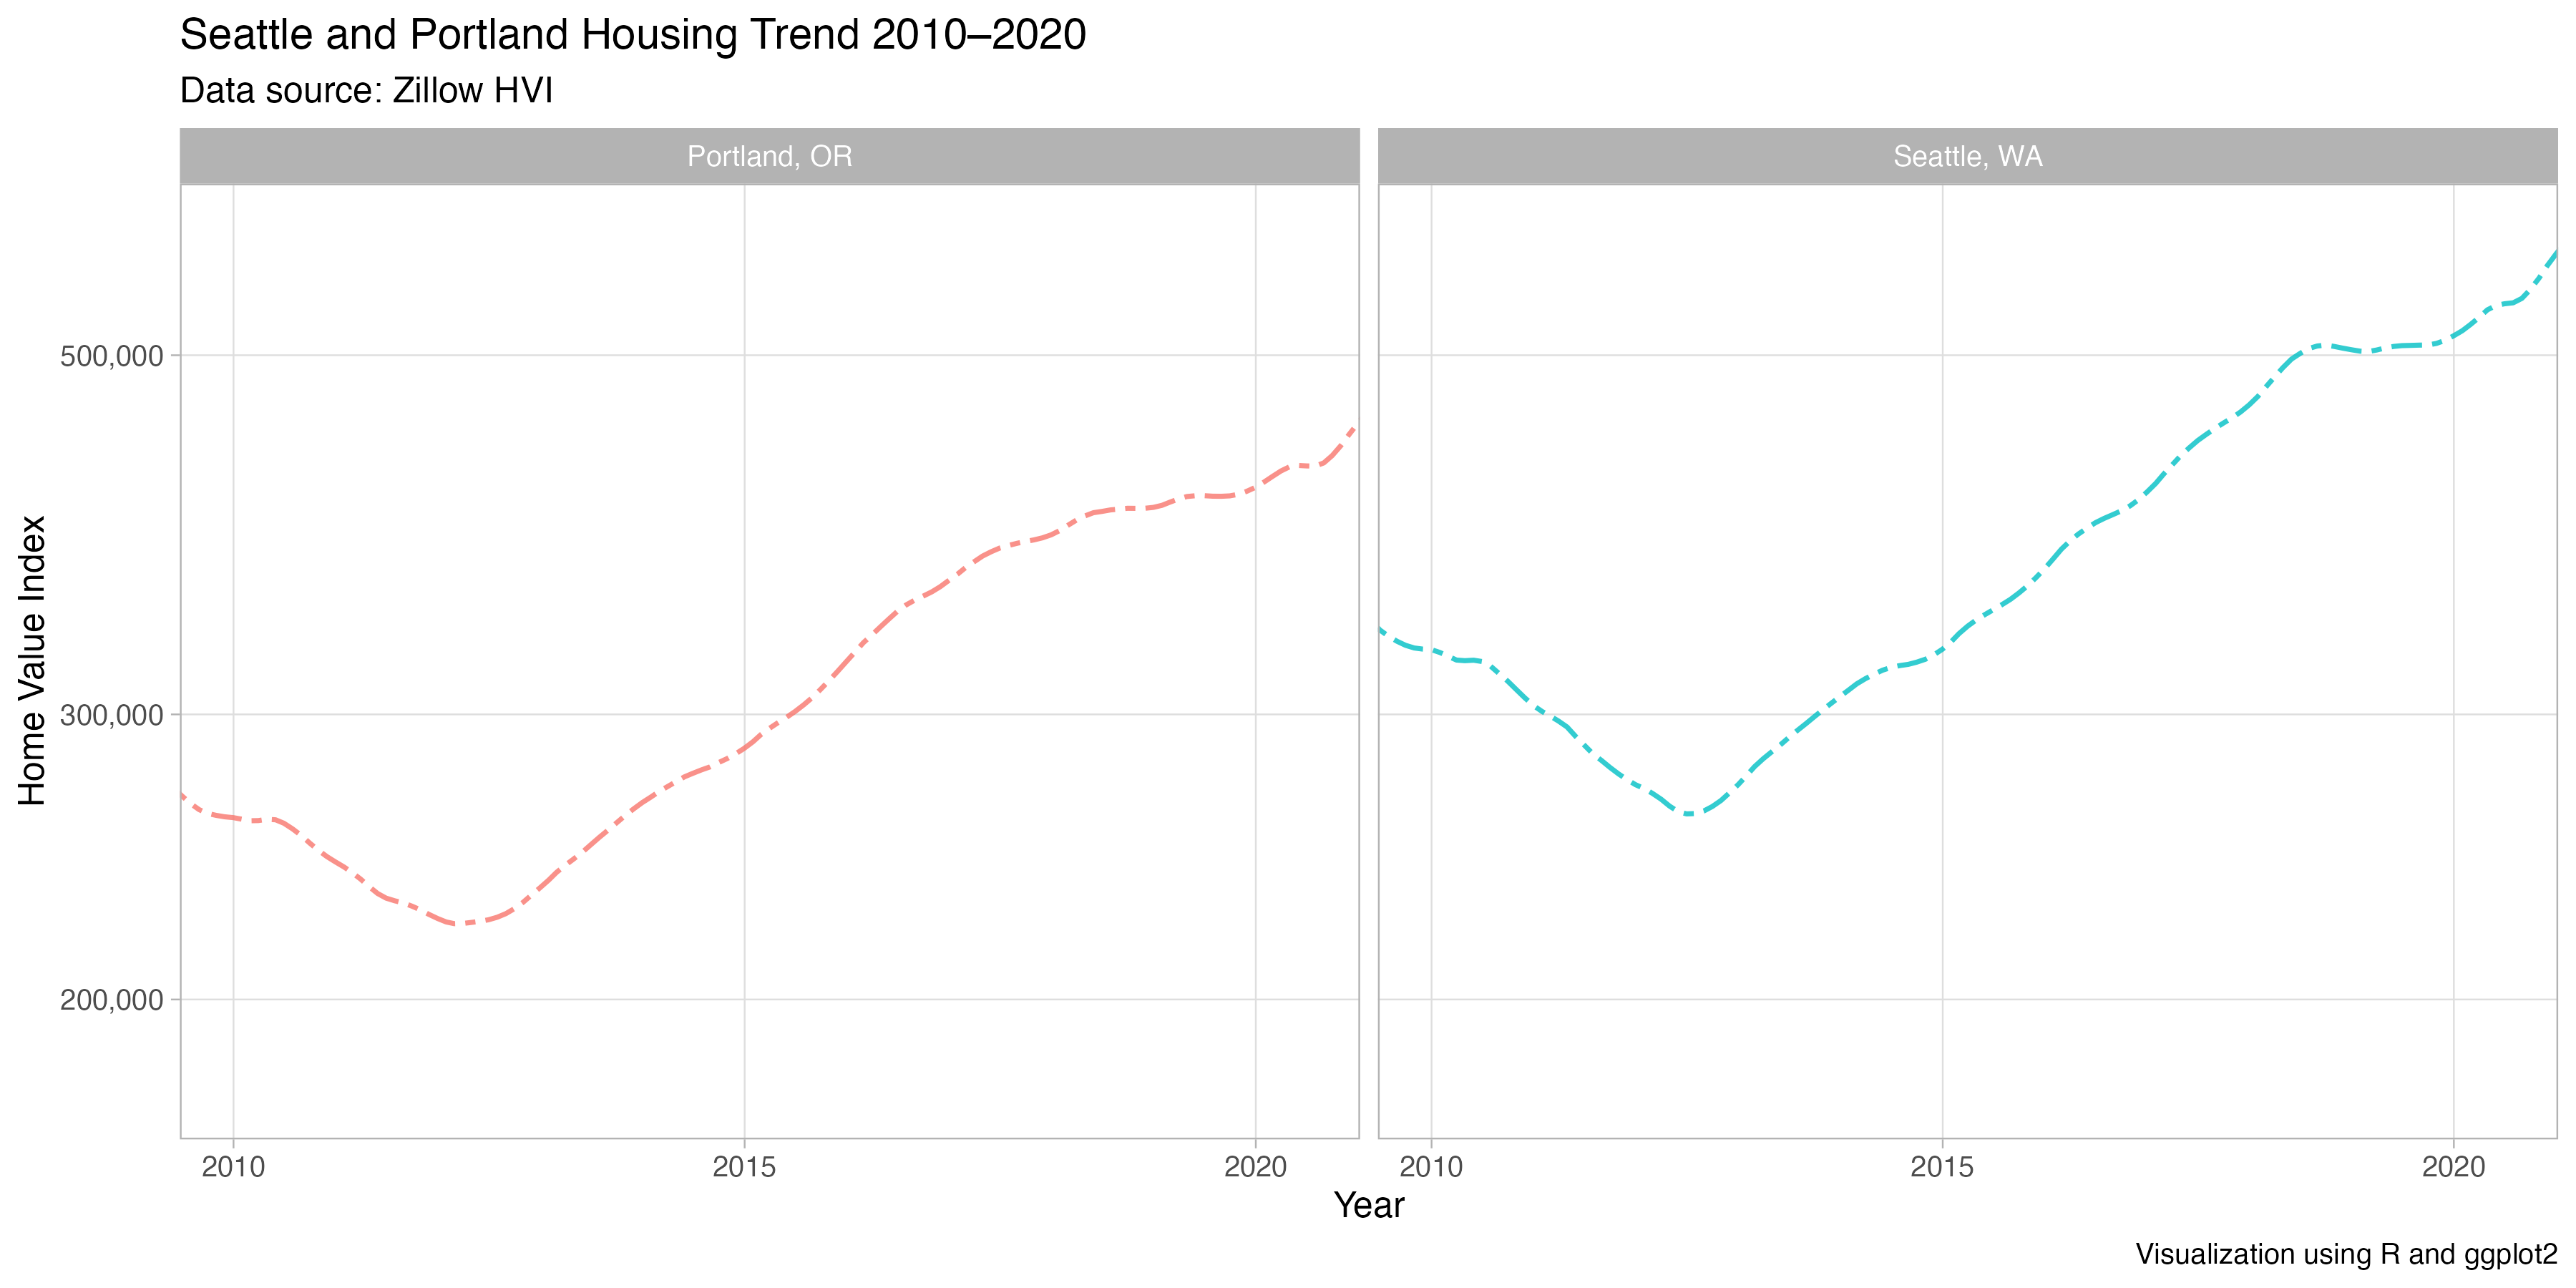 Seattle and Portland Housing Trend 2010–2020
Data source: Zillow HVI
Portland, OR
Seattle, WA
Home Value Index
500,000
300,000
200,000
2010 2015 2020 2010 2015 2020
Year
Visualization using R and ggplot2